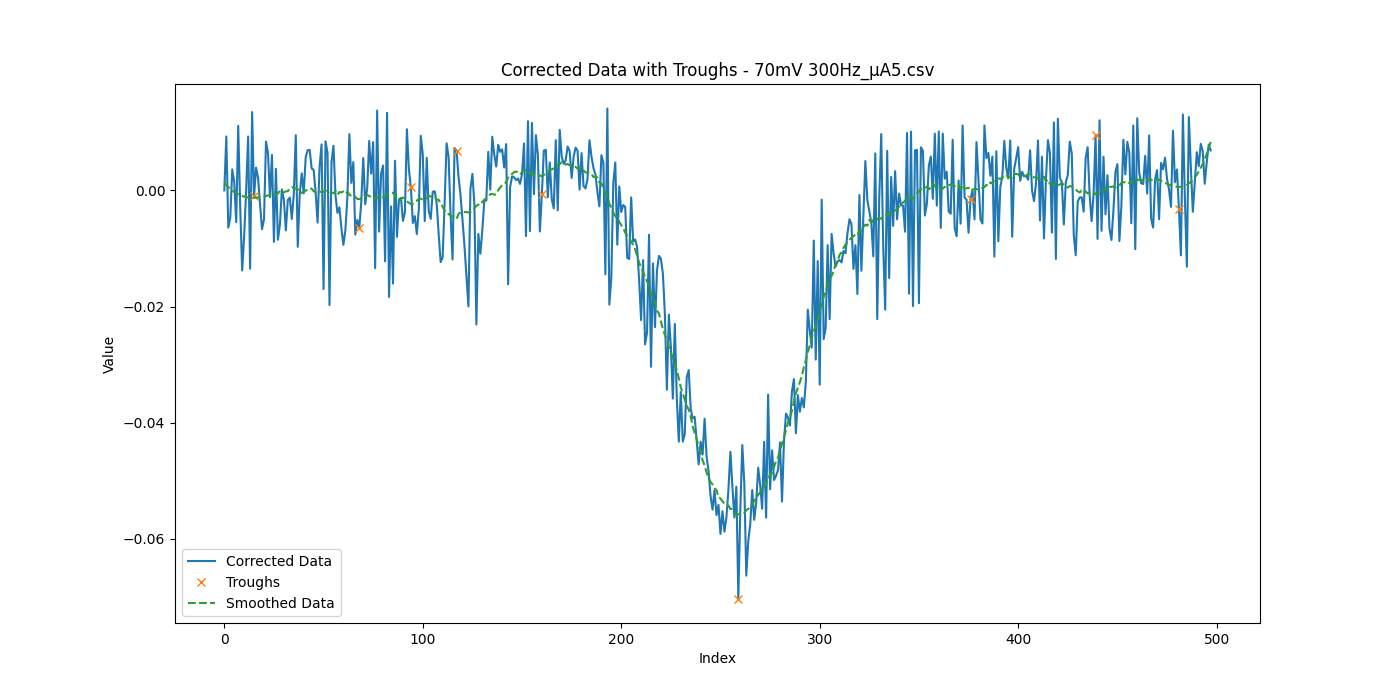 Corrected Data with Troughs - 70mV 300Hz_μA5.csv
0.00
−0.02
−0.04
−0.06
Value
Corrected Data
Troughs
Smoothed Data
0 100 200 300 400 500
Index